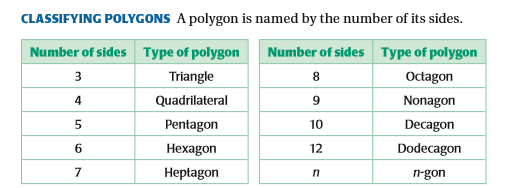 CLASSIFYING POLYGONS A polygon is named by the number of its sides.
Number of sides Type of polygon Number of sides Type of polygon
3 Triangle 8 Octagon
4 Quadrilateral 9 Nonagon
5 Pentagon 10 Decagon
6 Hexagon 12 Dodecagon
7 Heptagon n n-gon